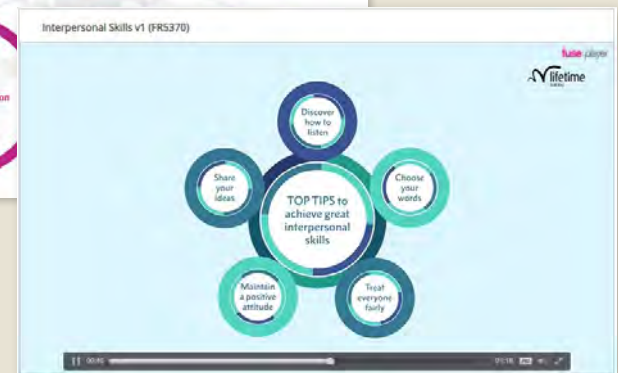 Interpersonal Skills v1 (FR5370)
fuse player
lifetime
Discover
how to
listen
Share
your
ideas
Choose
your
words
TOP TIPS to
achieve great
interpersonal
skills
Maintain
a positive
attitude
Treat
everyone
fairly